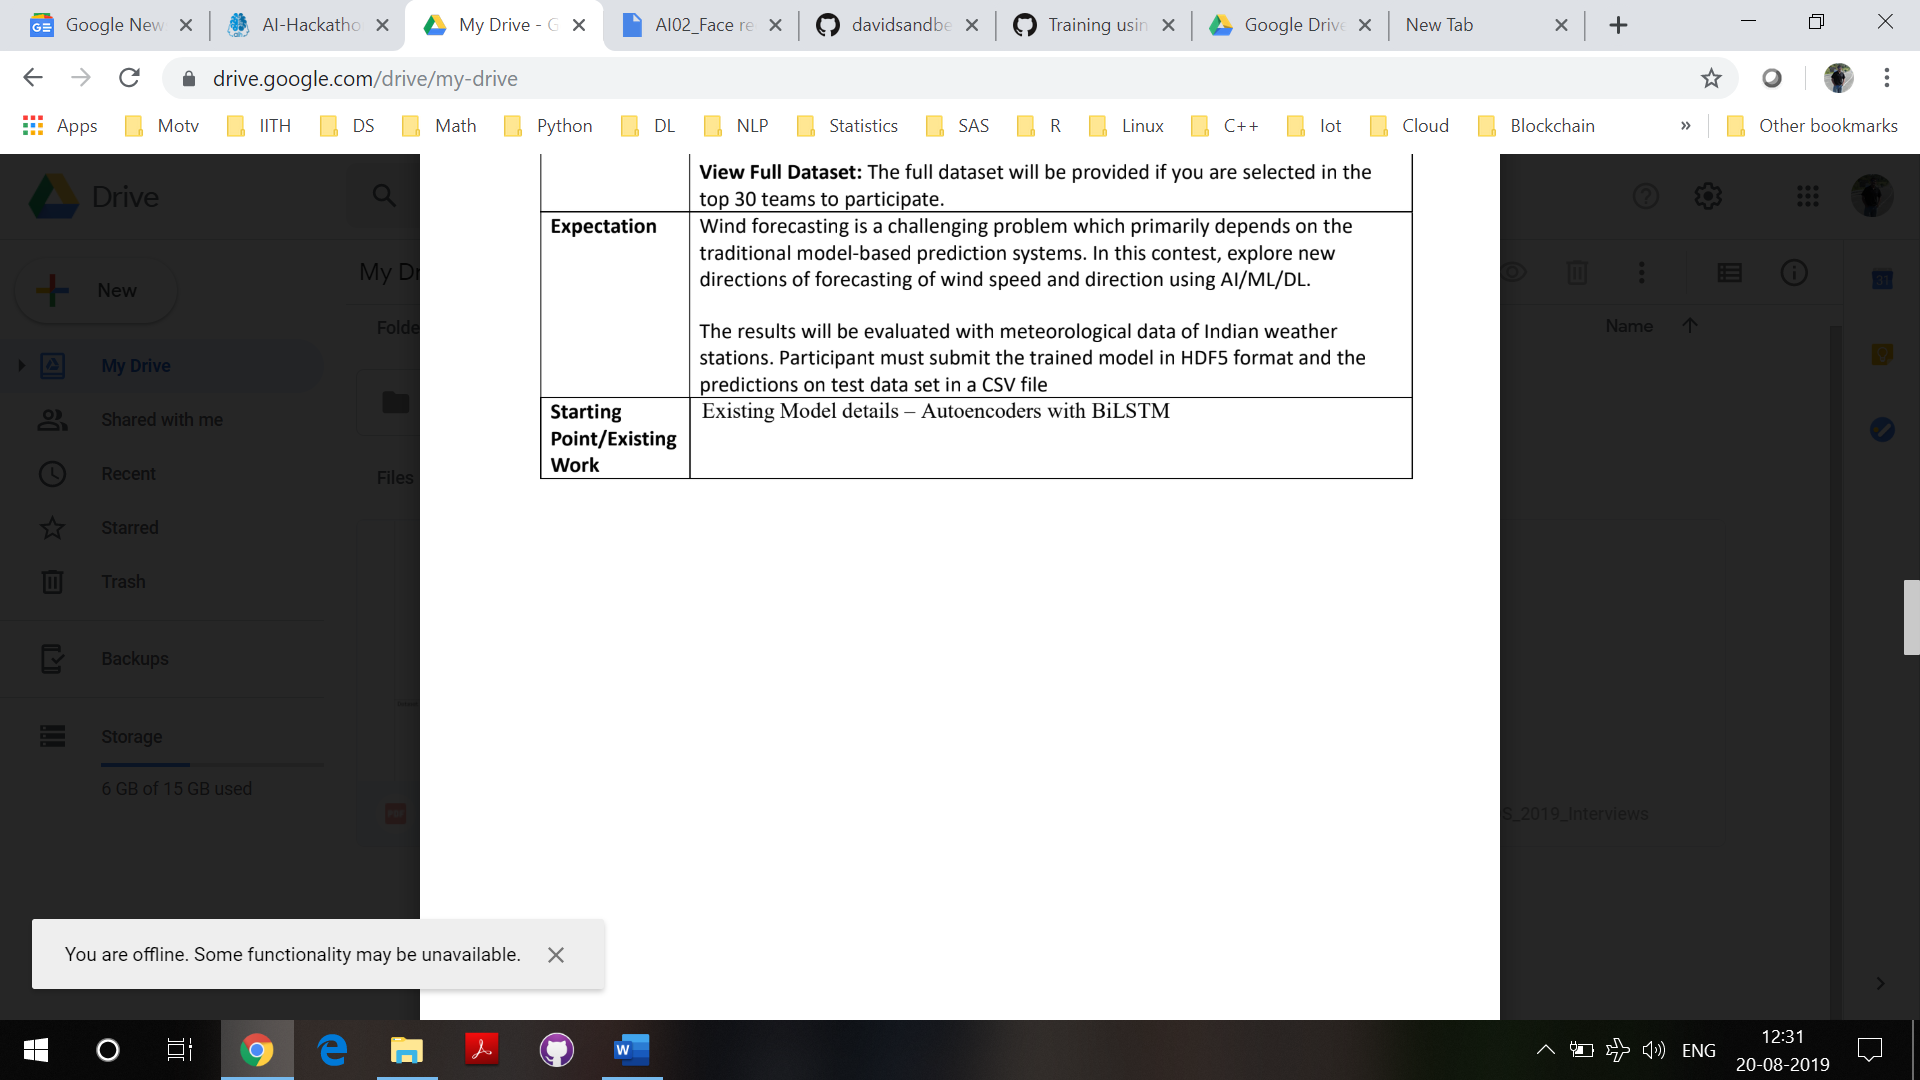 Google New
AI-Hackatho
My Drive - G
AI02_Face re
davidsandbe
Training usin
Google Drive
New Tab
drive.google.com/drive/my-drive
Apps
Motv
IITH
DS
Math
Python
DL
NLP
Statistics
SAS
R
Linux
C++
Iot
Cloud
Blockchain
»
Other bookmarks
Drive
New
My Drive
Shared with me
Recent
Starred
Trash
Backups
Storage
6 GB of 15 GB used
My Dr
Folde
Files
View Full Dataset: The full dataset will be provided if you are selected in the
top 30 teams to participate.
Expectation
Wind forecasting is a challenging problem which primarily depends on the
traditional model-based prediction systems. In this contest, explore new
directions of forecasting of wind speed and direction using AI/ML/DL.
The results will be evaluated with meteorological data of Indian weather
stations. Participant must submit the trained model in HDF5 format and the
predictions on test data set in a CSV file
Starting
Point/Existing
Work
Existing Model details – Autoencoders with BiLSTM
Name
31
S_2019_Interviews
You are offline. Some functionality may be unavailable.
ENG
12:31
20-08-2019